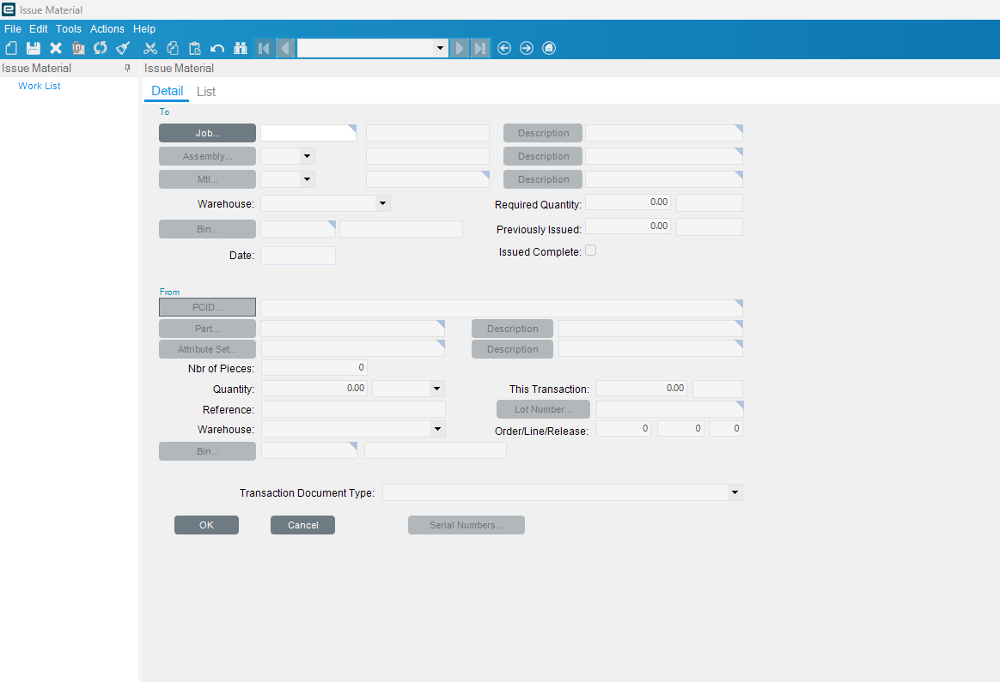 Issue Material
File Edit Tools Actions Help
Issue Material
Work List
Issue Material
Detail List
To
Job... Description
Assembly... Description
Mtl... Description
Warehouse: Required Quantity: 0.00
Bin... Previously Issued: 0.00
Date: Issued Complete:
From
PCID...
Part... Description
Attribute Set... Description
Nbr of Pieces: 0
Quantity: 0.00 This Transaction: 0.00
Reference: Lot Number...
Warehouse: Order/Line/Release: 0 0 0
Bin...
Transaction Document Type:
OK Cancel Serial Numbers...